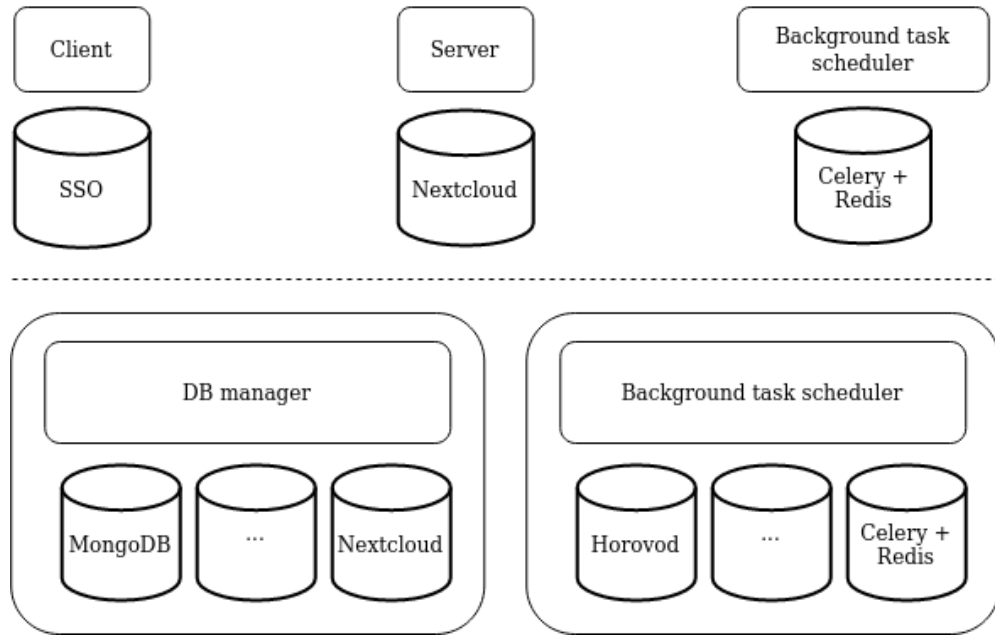 Client
Server
Background task
scheduler
SSO
Nextcloud
Celery +
Redis
DB manager
Background task scheduler
MongoDB
...
Nextcloud
Horovod
...
Celery +
Redis